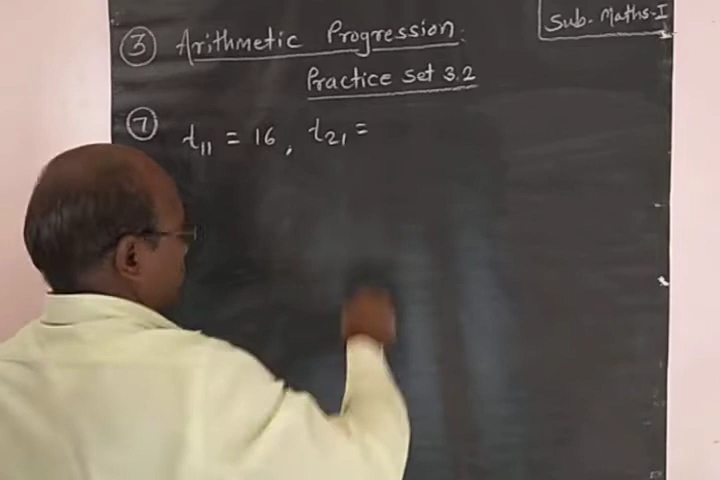 Sub- Maths-I
③ Arithmetic Progression:
Practice set 3.2
⑦ t₁₁ = 16, t₂₁ =